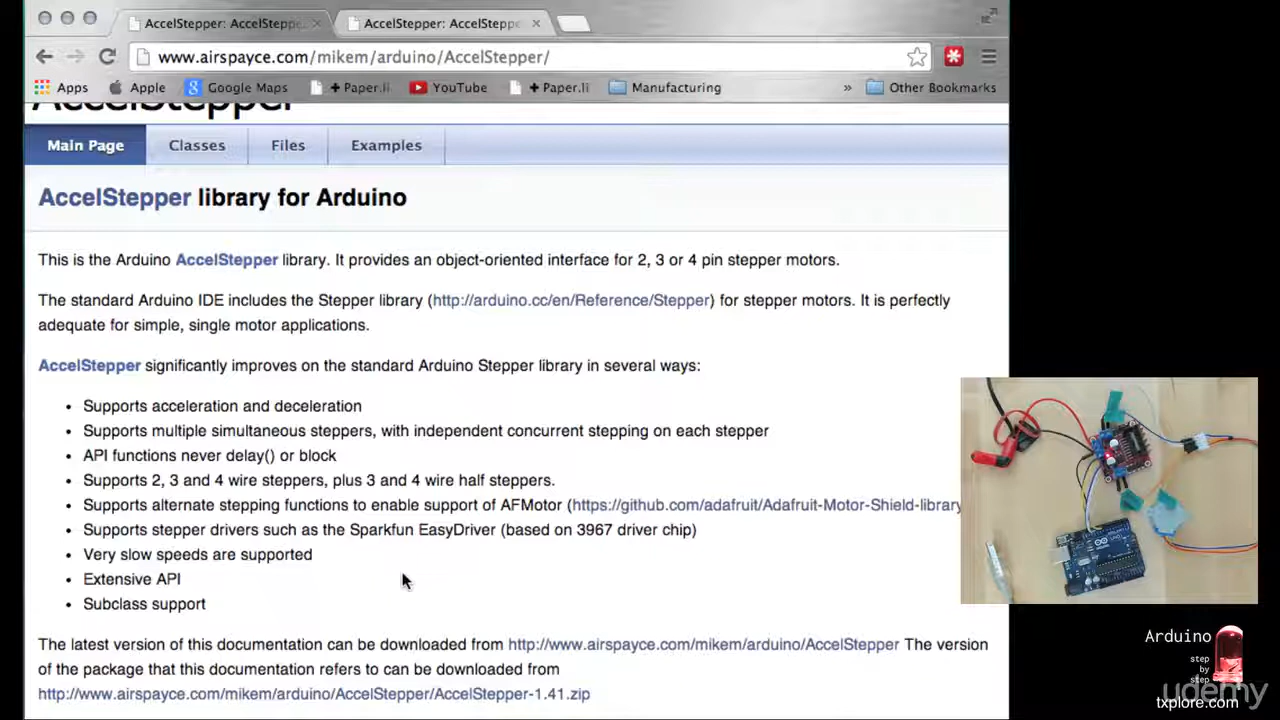 AccelStepper: AccelSteppe
AccelStepper: AccelSteppe
www.airspayce.com/mikem/arduino/AccelStepper/
Apps
Apple
Google Maps
+ Paper.li
YouTube
+ Paper.li
Manufacturing
»
Other Bookmarks
AccelStepper
Main Page
Classes
Files
Examples
AccelStepper library for Arduino
This is the Arduino AccelStepper library. It provides an object-oriented interface for 2, 3 or 4 pin stepper motors.
The standard Arduino IDE includes the Stepper library (http://arduino.cc/en/Reference/Stepper) for stepper motors. It is perfectly
adequate for simple, single motor applications.
AccelStepper significantly improves on the standard Arduino Stepper library in several ways:
• Supports acceleration and deceleration
• Supports multiple simultaneous steppers, with independent concurrent stepping on each stepper
• API functions never delay() or block
• Supports 2, 3 and 4 wire steppers, plus 3 and 4 wire half steppers.
• Supports alternate stepping functions to enable support of AFMotor (https://github.com/adafruit/Adafruit-Motor-Shield-library
• Supports stepper drivers such as the Sparkfun EasyDriver (based on 3967 driver chip)
• Very slow speeds are supported
• Extensive API
• Subclass support
The latest version of this documentation can be downloaded from http://www.airspayce.com/mikem/arduino/AccelStepper The version
of the package that this documentation refers to can be downloaded from
http://www.airspayce.com/mikem/arduino/AccelStepper/AccelStepper-1.41.zip
Arduino
step
by
step
udemy
txplore.com